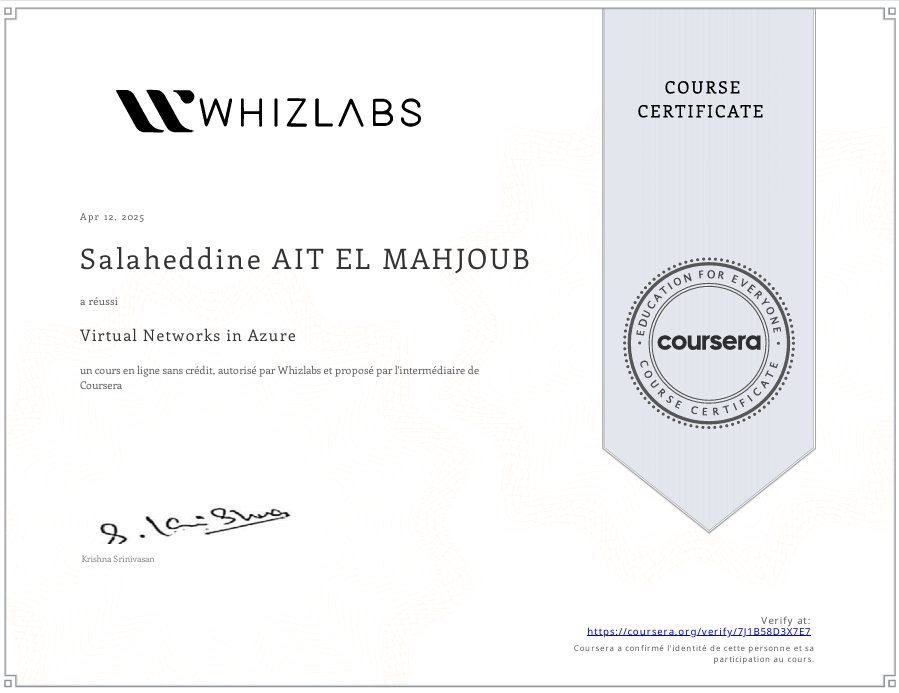 WHIZLABS
COURSE
CERTIFICATE
Apr 12, 2025
Salaheddine AIT EL MAHJOUB
a réussi
Virtual Networks in Azure
un cours en ligne sans crédit, autorisé par Whizlabs et proposé par l'intermédiaire de
Coursera
EDUCATION FOR EVERYONE
coursera
COURSE CERTIFICATE
S. Krishna
Krishna Srinivasan
Verify at:
https://coursera.org/verify/7J1B58D3X7E7
Coursera a confirmé l'identité de cette personne et sa
participation au cours.